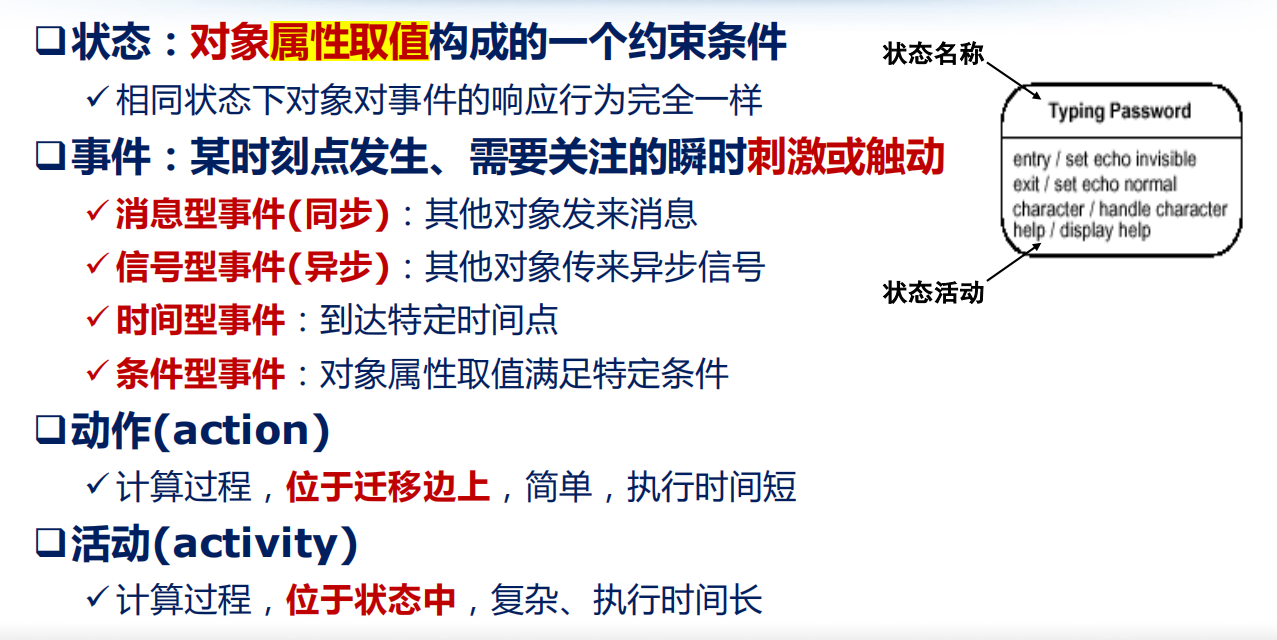 状态：对象属性取值构成的一个约束条件
相同状态下对象对事件的响应行为完全一样
事件：某时刻点发生、需要关注的瞬时刺激或触动
消息型事件(同步)：其他对象发来消息
信号型事件(异步)：其他对象传来异步信号
时间型事件：到达特定时间点
条件型事件：对象属性取值满足特定条件
动作(action)
计算过程，位于迁移边上，简单，执行时间短
活动(activity)
计算过程，位于状态中，复杂、执行时间长
状态名称
Typing Password
entry / set echo invisible
exit / set echo normal
character / handle character
help / display help
状态活动